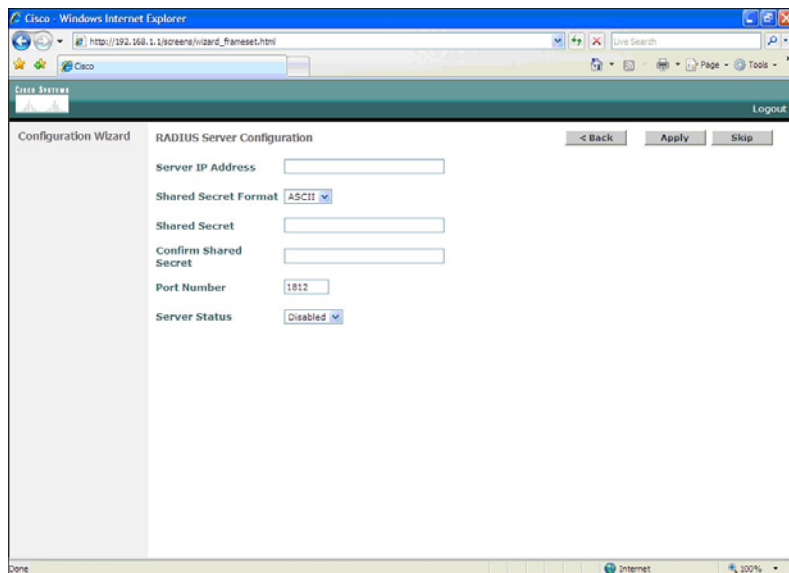 Cisco - Windows Internet Explorer
http://192.168.1.1/screens/wizard_frameset.html
Live Search
Cisco
Page
Tools
CISCO SYSTEMS
Logout
Configuration Wizard
RADIUS Server Configuration
< Back
Apply
Skip
Server IP Address
Shared Secret Format
ASCII
Shared Secret
Confirm Shared
Secret
Port Number
1812
Server Status
Disabled
Done
Internet
100%